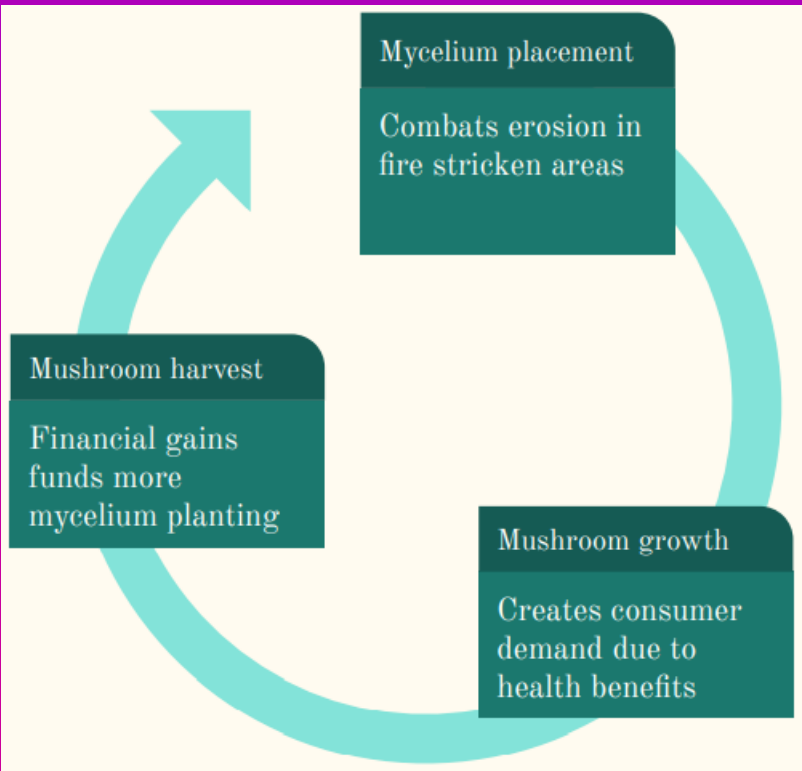 Mycelium placement
Combats erosion in
fire stricken areas
Mushroom growth
Creates consumer
demand due to
health benefits
Mushroom harvest
Financial gains
funds more
mycelium planting